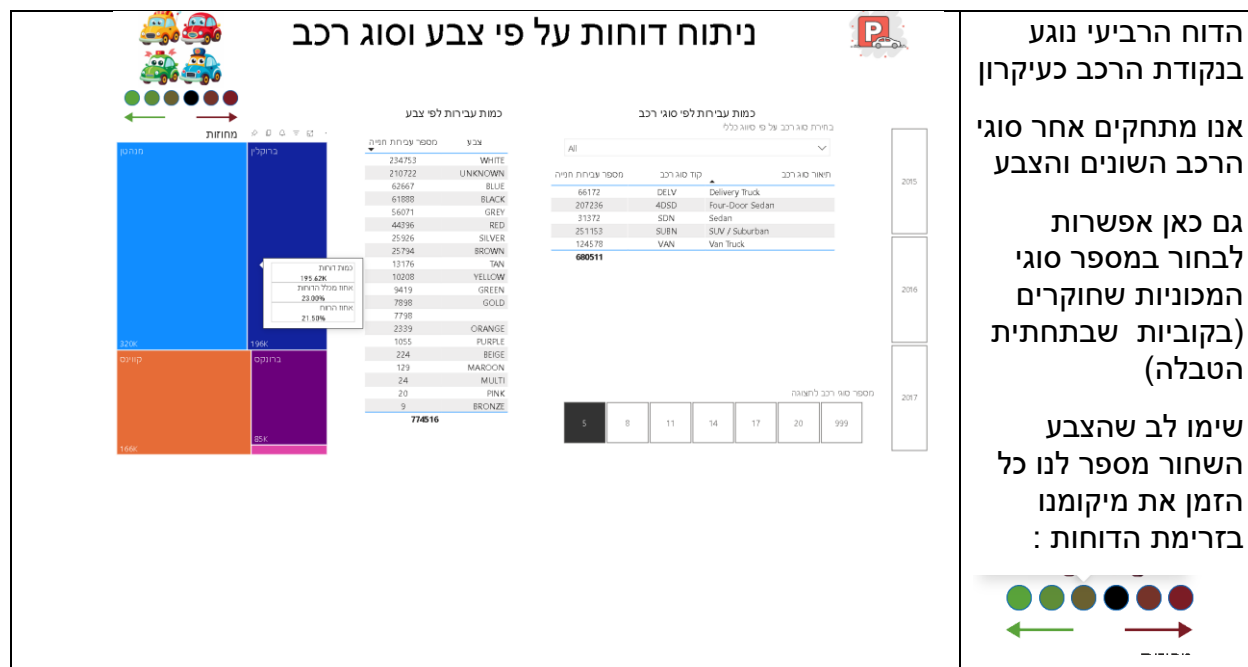 ניתוח דוחות על פי צבע וסוג רכב
P
מחוזות
מנהטן
320K
ברוקלין
196K
קווינס
166K
ברונקס
85K
כמות דוחות
195.62K
אחוז מכלל הדוחות
23.00%
אחוז הרווח
21.50%
כמות עבירות לפי צבע
צבע מספר עבירות חנייה
WHITE 234753
UNKNOWN 210722
BLUE 62667
BLACK 61888
GREY 56071
RED 44396
SILVER 25926
BROWN 25794
TAN 13176
YELLOW 10208
GREEN 9419
GOLD 7898
7798
ORANGE 2339
PURPLE 1055
BEIGE 224
MAROON 129
MULTI 24
PINK 20
BRONZE 9
774516
כמות עבירות לפי סוגי רכב
בחירת סוג רכב על פי סיווג כללי
All
תיאור סוג רכב קוד סוג רכב מספר עבירות חנייה
Delivery Truck DELV 66172
Four-Door Sedan 4DSD 207236
Sedan SDN 31372
SUV / Suburban SUBN 251153
Van Truck VAN 124578
680511
מספר סוגי רכב לתצוגה
5 8 11 14 17 20 999
2015
2016
2017
הדוח הרביעי נוגע
בנקודת הרכב כעיקרון
אנו מתחקים אחר סוגי
הרכב השונים והצבע
גם כאן אפשרות
לבחור במספר סוגי
המכוניות שחוקרים
(בקוביות שבתחתית
הטבלה)
שימו לב שהצבע
השחור מספר לנו כל
הזמן את מיקומנו
בזרימת הדוחות :